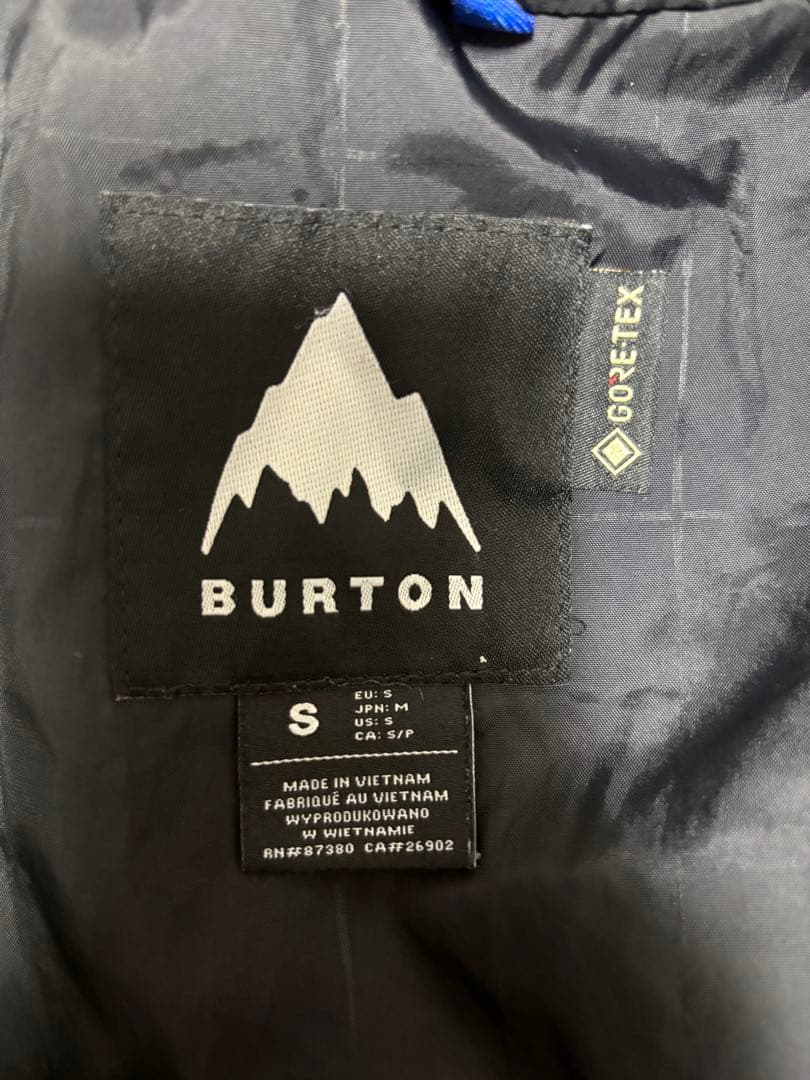 BURTON
GORE-TEX
S
EU: S
JPN: M
US: S
CA: S/P
MADE IN VIETNAM
FABRIQUÉ AU VIETNAM
WYPRODUKOWANO
W WIETNAMIE
RN#87380 CA#26902